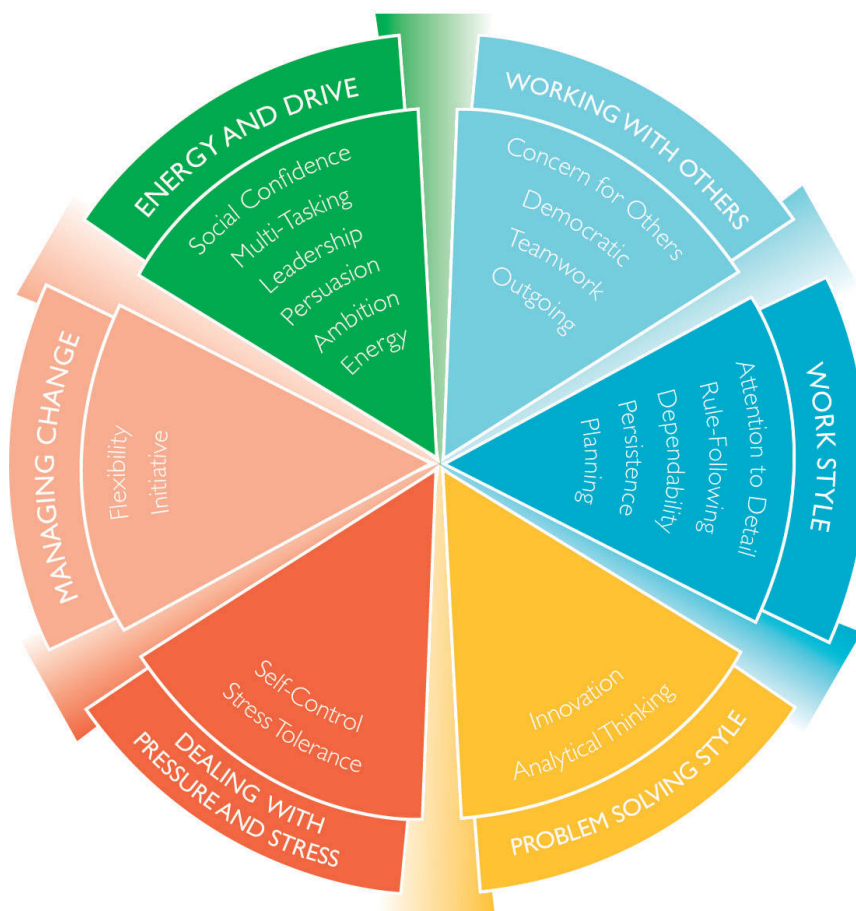 ENERGY AND DRIVE
Social Confidence
Multi-Tasking
Leadership
Persuasion
Ambition
Energy
WORKING WITH OTHERS
Concern for Others
Democratic
Teamwork
Outgoing
WORK STYLE
Attention to Detail
Rule-Following
Dependability
Persistence
Planning
PROBLEM SOLVING STYLE
Innovation
Analytical Thinking
DEALING WITH
PRESSURE AND STRESS
Self-Control
Stress Tolerance
MANAGING CHANGE
Flexibility
Initiative